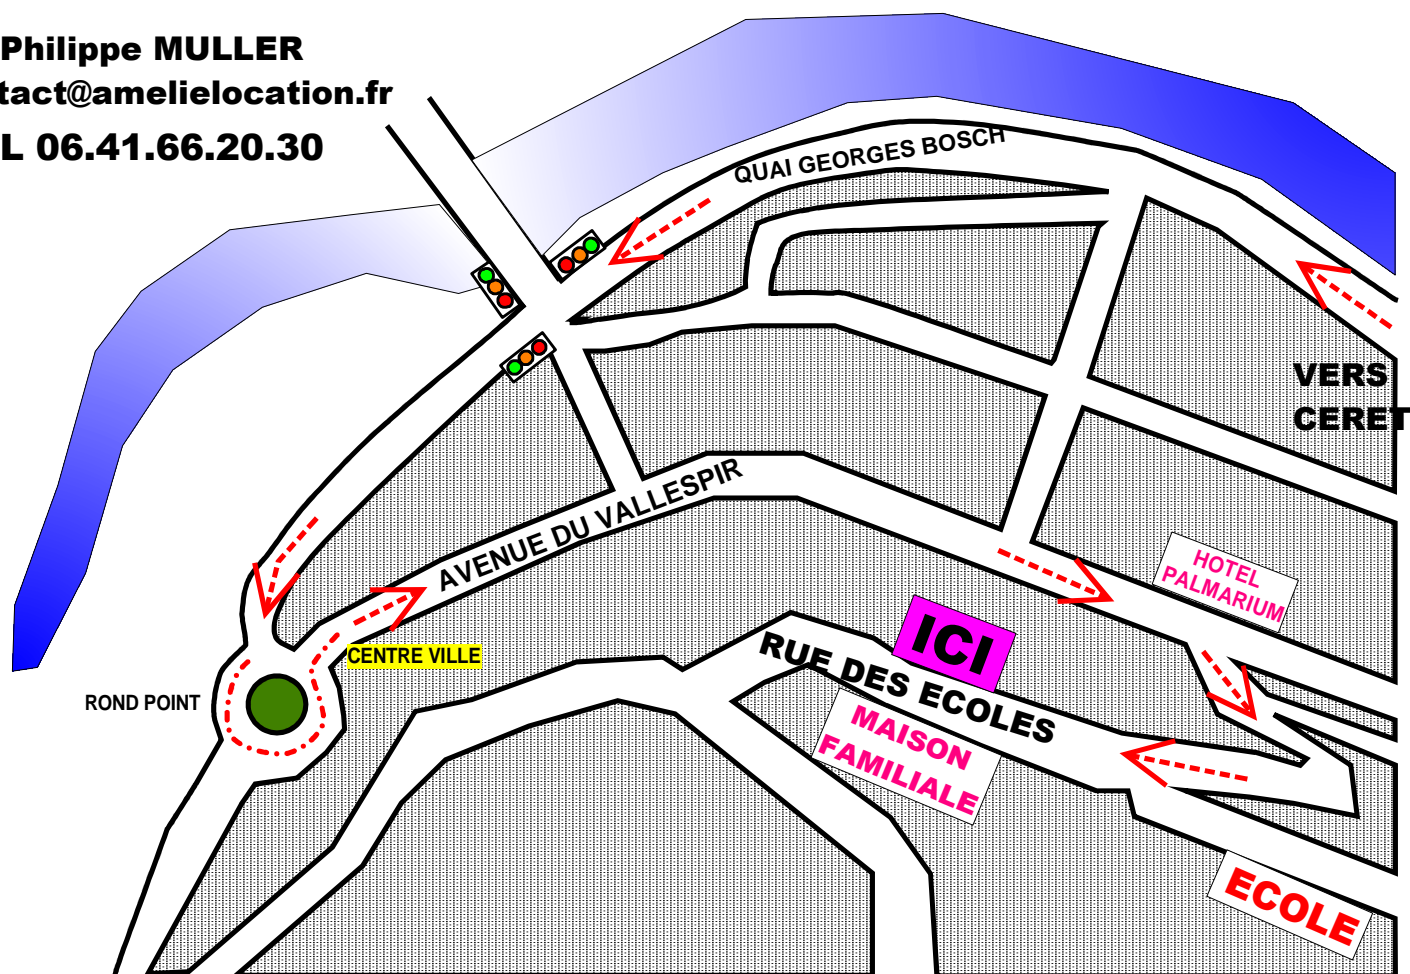 Philippe MULLER
tact@amelielocation.fr
L 06.41.66.20.30
QUAI GEORGES BOSCH
VERS
CERET
AVENUE DU VALLESPIR
HOTEL
PALMARIUM
ICI
CENTRE VILLE
RUE DES ECOLES
ROND POINT
MAISON
FAMILIALE
ECOLE